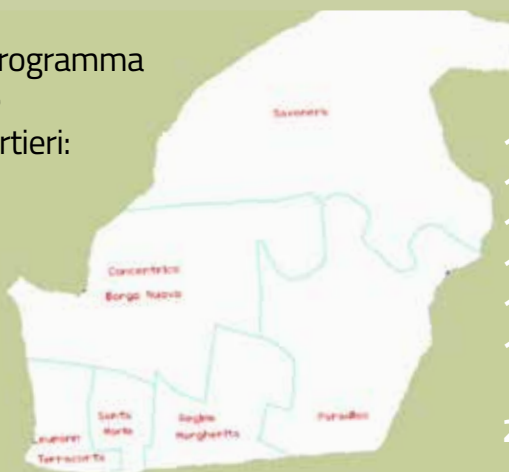 rogramma
rtieri:
Savonera
Concentrico
Borgo Nuovo
Santa
Maria
Regina
Margherita
Paradiso
Leumann
Terracorta